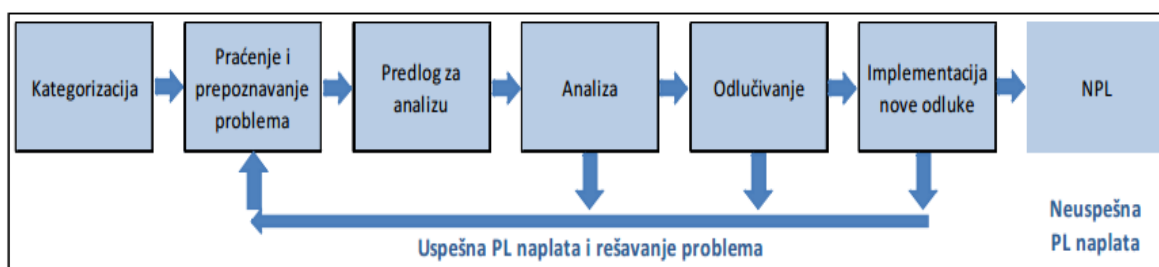 Kategorizacija
Praćenje i
prepoznavanje
problema
Predlog za
analizu
Analiza
Odlučivanje
Implementacija
nove odluke
NPL
Uspešna PL naplata i rešavanje problema
Neuspešna
PL naplata